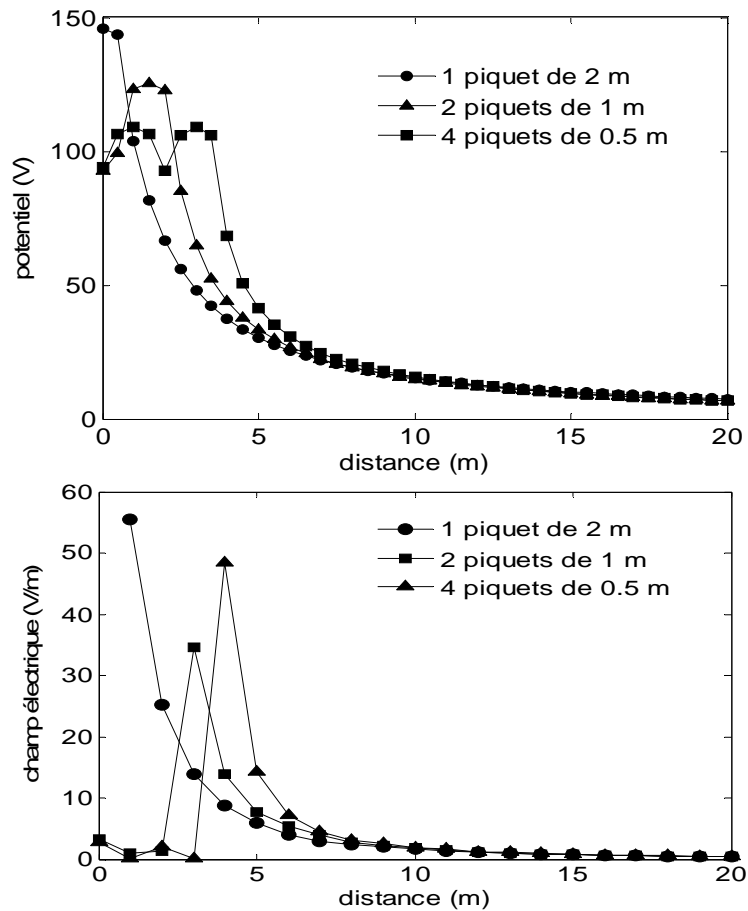 150
100
50
0
potentiel (V)
1 piquet de 2 m
2 piquets de 1 m
4 piquets de 0.5 m
0 5 10 15 20
distance (m)
60
50
40
30
20
10
0
champ électrique (V/m)
1 piquet de 2 m
2 piquets de 1 m
4 piquets de 0.5 m
0 5 10 15 20
distance (m)